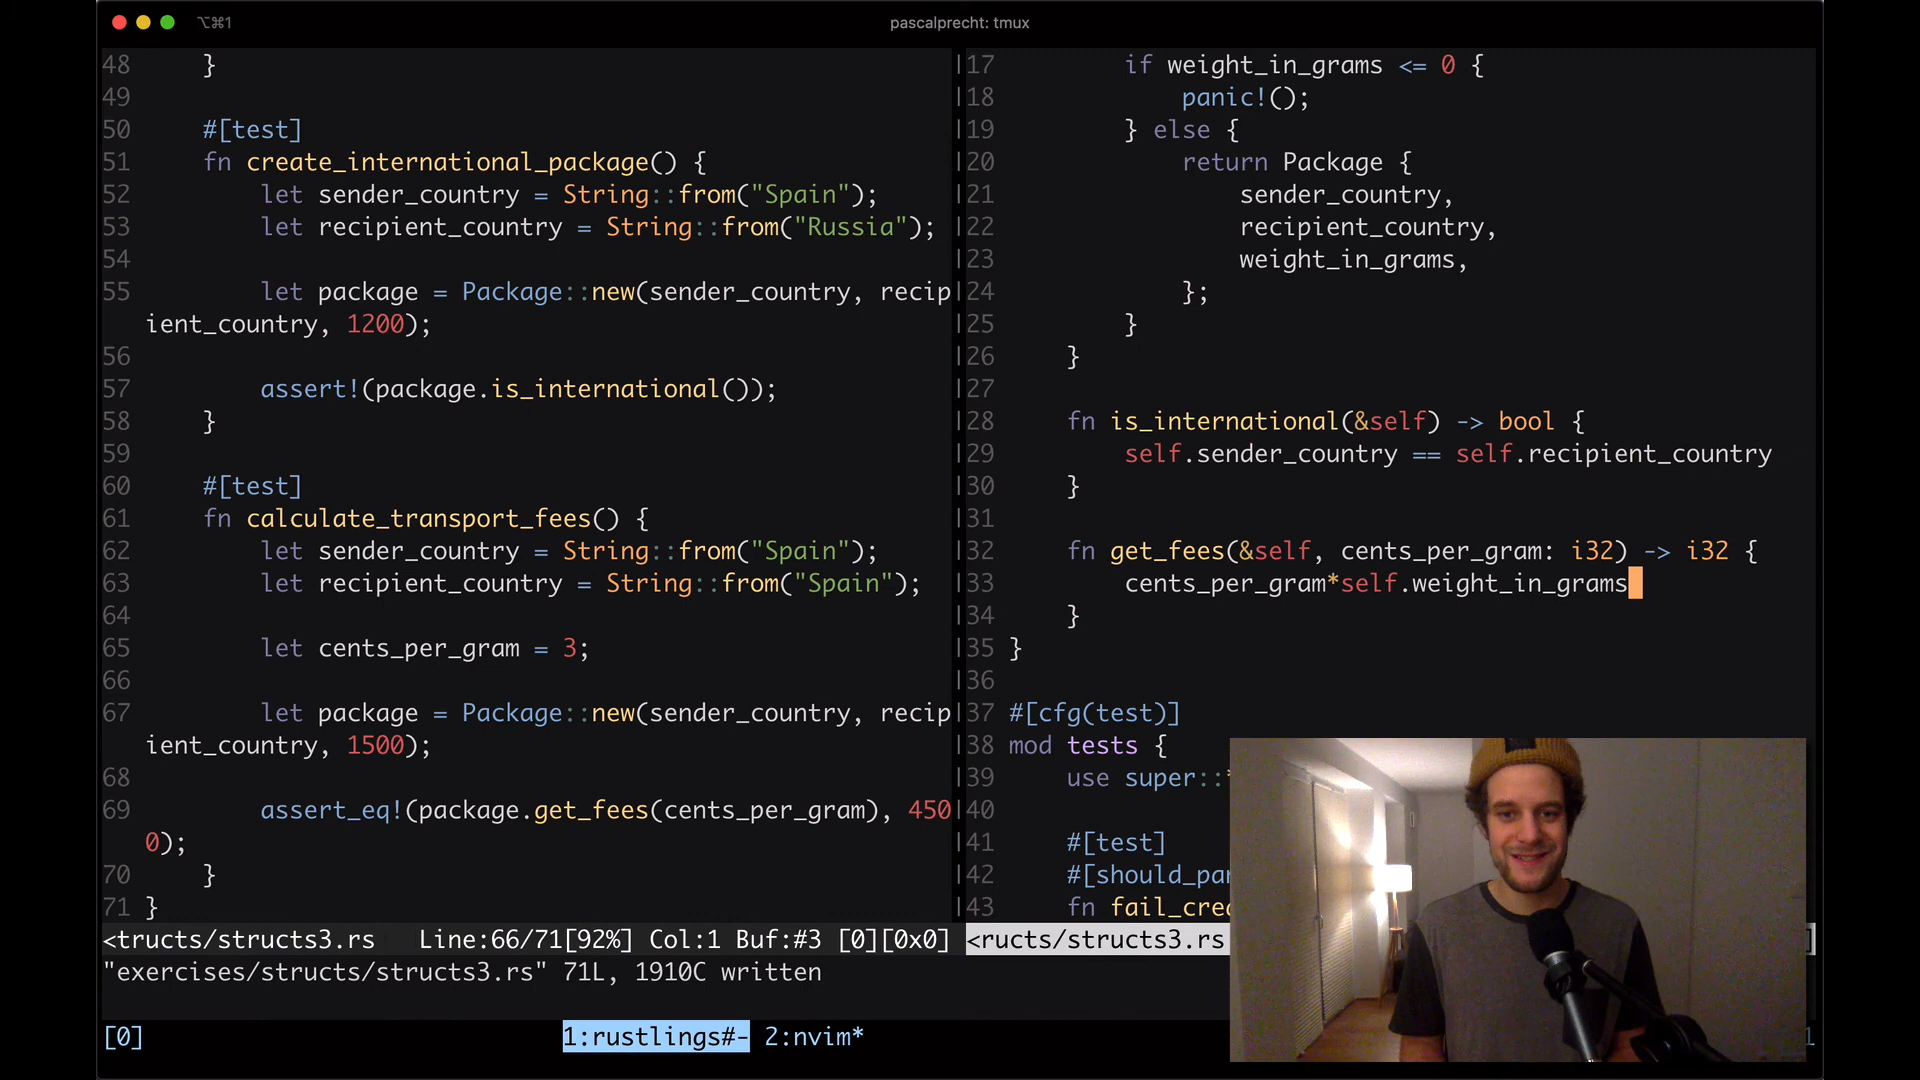 ⌥⌘1
pascalprecht: tmux
48 }
49
50 #[test]
51 fn create_international_package() {
52 let sender_country = String::from("Spain");
53 let recipient_country = String::from("Russia");
54
55 let package = Package::new(sender_country, recip
ient_country, 1200);
56
57 assert!(package.is_international());
58 }
59
60 #[test]
61 fn calculate_transport_fees() {
62 let sender_country = String::from("Spain");
63 let recipient_country = String::from("Spain");
64
65 let cents_per_gram = 3;
66
67 let package = Package::new(sender_country, recip
ient_country, 1500);
68
69 assert_eq!(package.get_fees(cents_per_gram), 450
0);
70 }
71 }
<tructs/structs3.rs Line:66/71[92%] Col:1 Buf:#3 [0][0x0]
17 if weight_in_grams <= 0 {
18 panic!();
19 } else {
20 return Package {
21 sender_country,
22 recipient_country,
23 weight_in_grams,
24 };
25 }
26 }
27
28 fn is_international(&self) -> bool {
29 self.sender_country == self.recipient_country
30 }
31
32 fn get_fees(&self, cents_per_gram: i32) -> i32 {
33 cents_per_gram*self.weight_in_grams
34 }
35 }
36
37 #[cfg(test)]
38 mod tests {
39 use super::*
40
41 #[test]
42 #[should_pa
43 fn fail_cre
<ructs/structs3.rs
"exercises/structs/structs3.rs" 71L, 1910C written
[0] 1:rustlings#- 2:nvim*